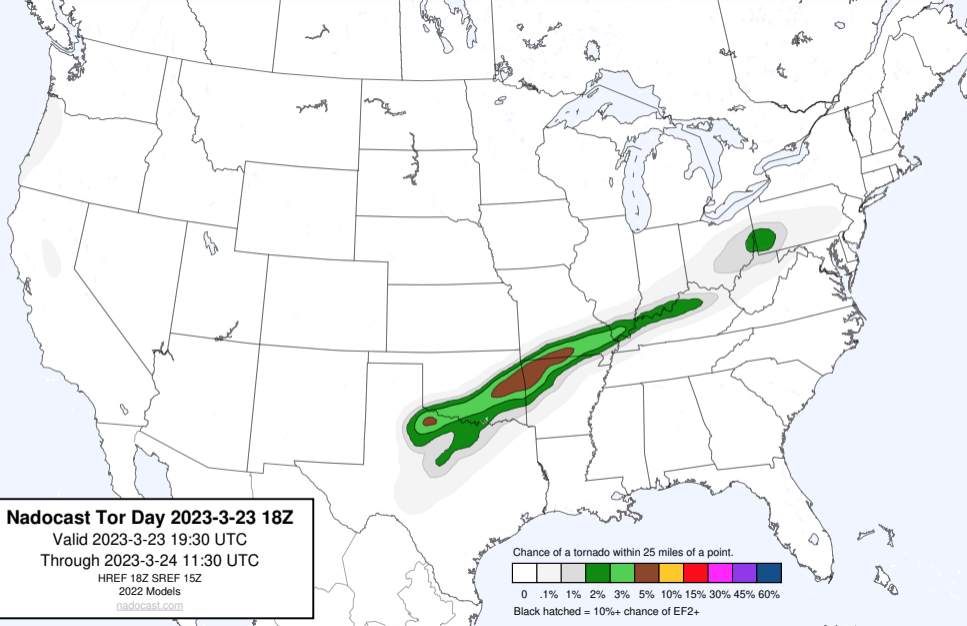 Nadocast Tor Day 2023-3-23 18Z
Valid 2023-3-23 19:30 UTC
Through 2023-3-24 11:30 UTC
HREF 18Z SREF 15Z
2022 Models
nadocast.com
Chance of a tornado within 25 miles of a point.
0 .1% 1% 2% 3% 5% 10% 15% 30% 45% 60%
Black hatched = 10%+ chance of EF2+